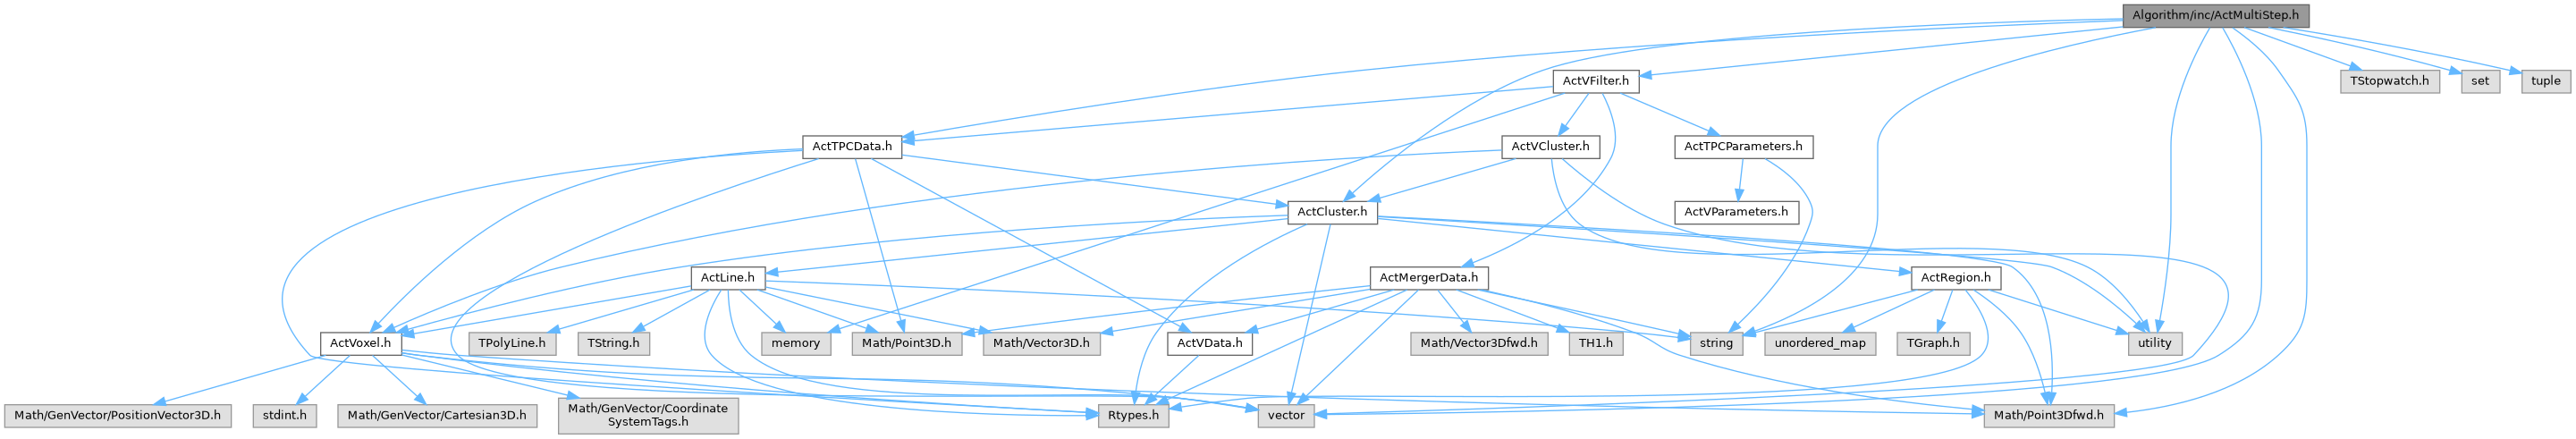 Algorithm/inc/ActMultiStep.h
ActVFilter.h
TStopwatch.h
set
tuple
ActTPCData.h
ActVCluster.h
ActTPCParameters.h
ActCluster.h
ActVParameters.h
ActLine.h
ActMergerData.h
ActRegion.h
ActVoxel.h
TPolyLine.h
TString.h
memory
Math/Point3D.h
Math/Vector3D.h
ActVData.h
Math/Vector3Dfwd.h
TH1.h
string
unordered_map
TGraph.h
utility
Math/GenVector/PositionVector3D.h
stdint.h
Math/GenVector/Cartesian3D.h
Math/GenVector/Coordinate
SystemTags.h
Rtypes.h
vector
Math/Point3Dfwd.h